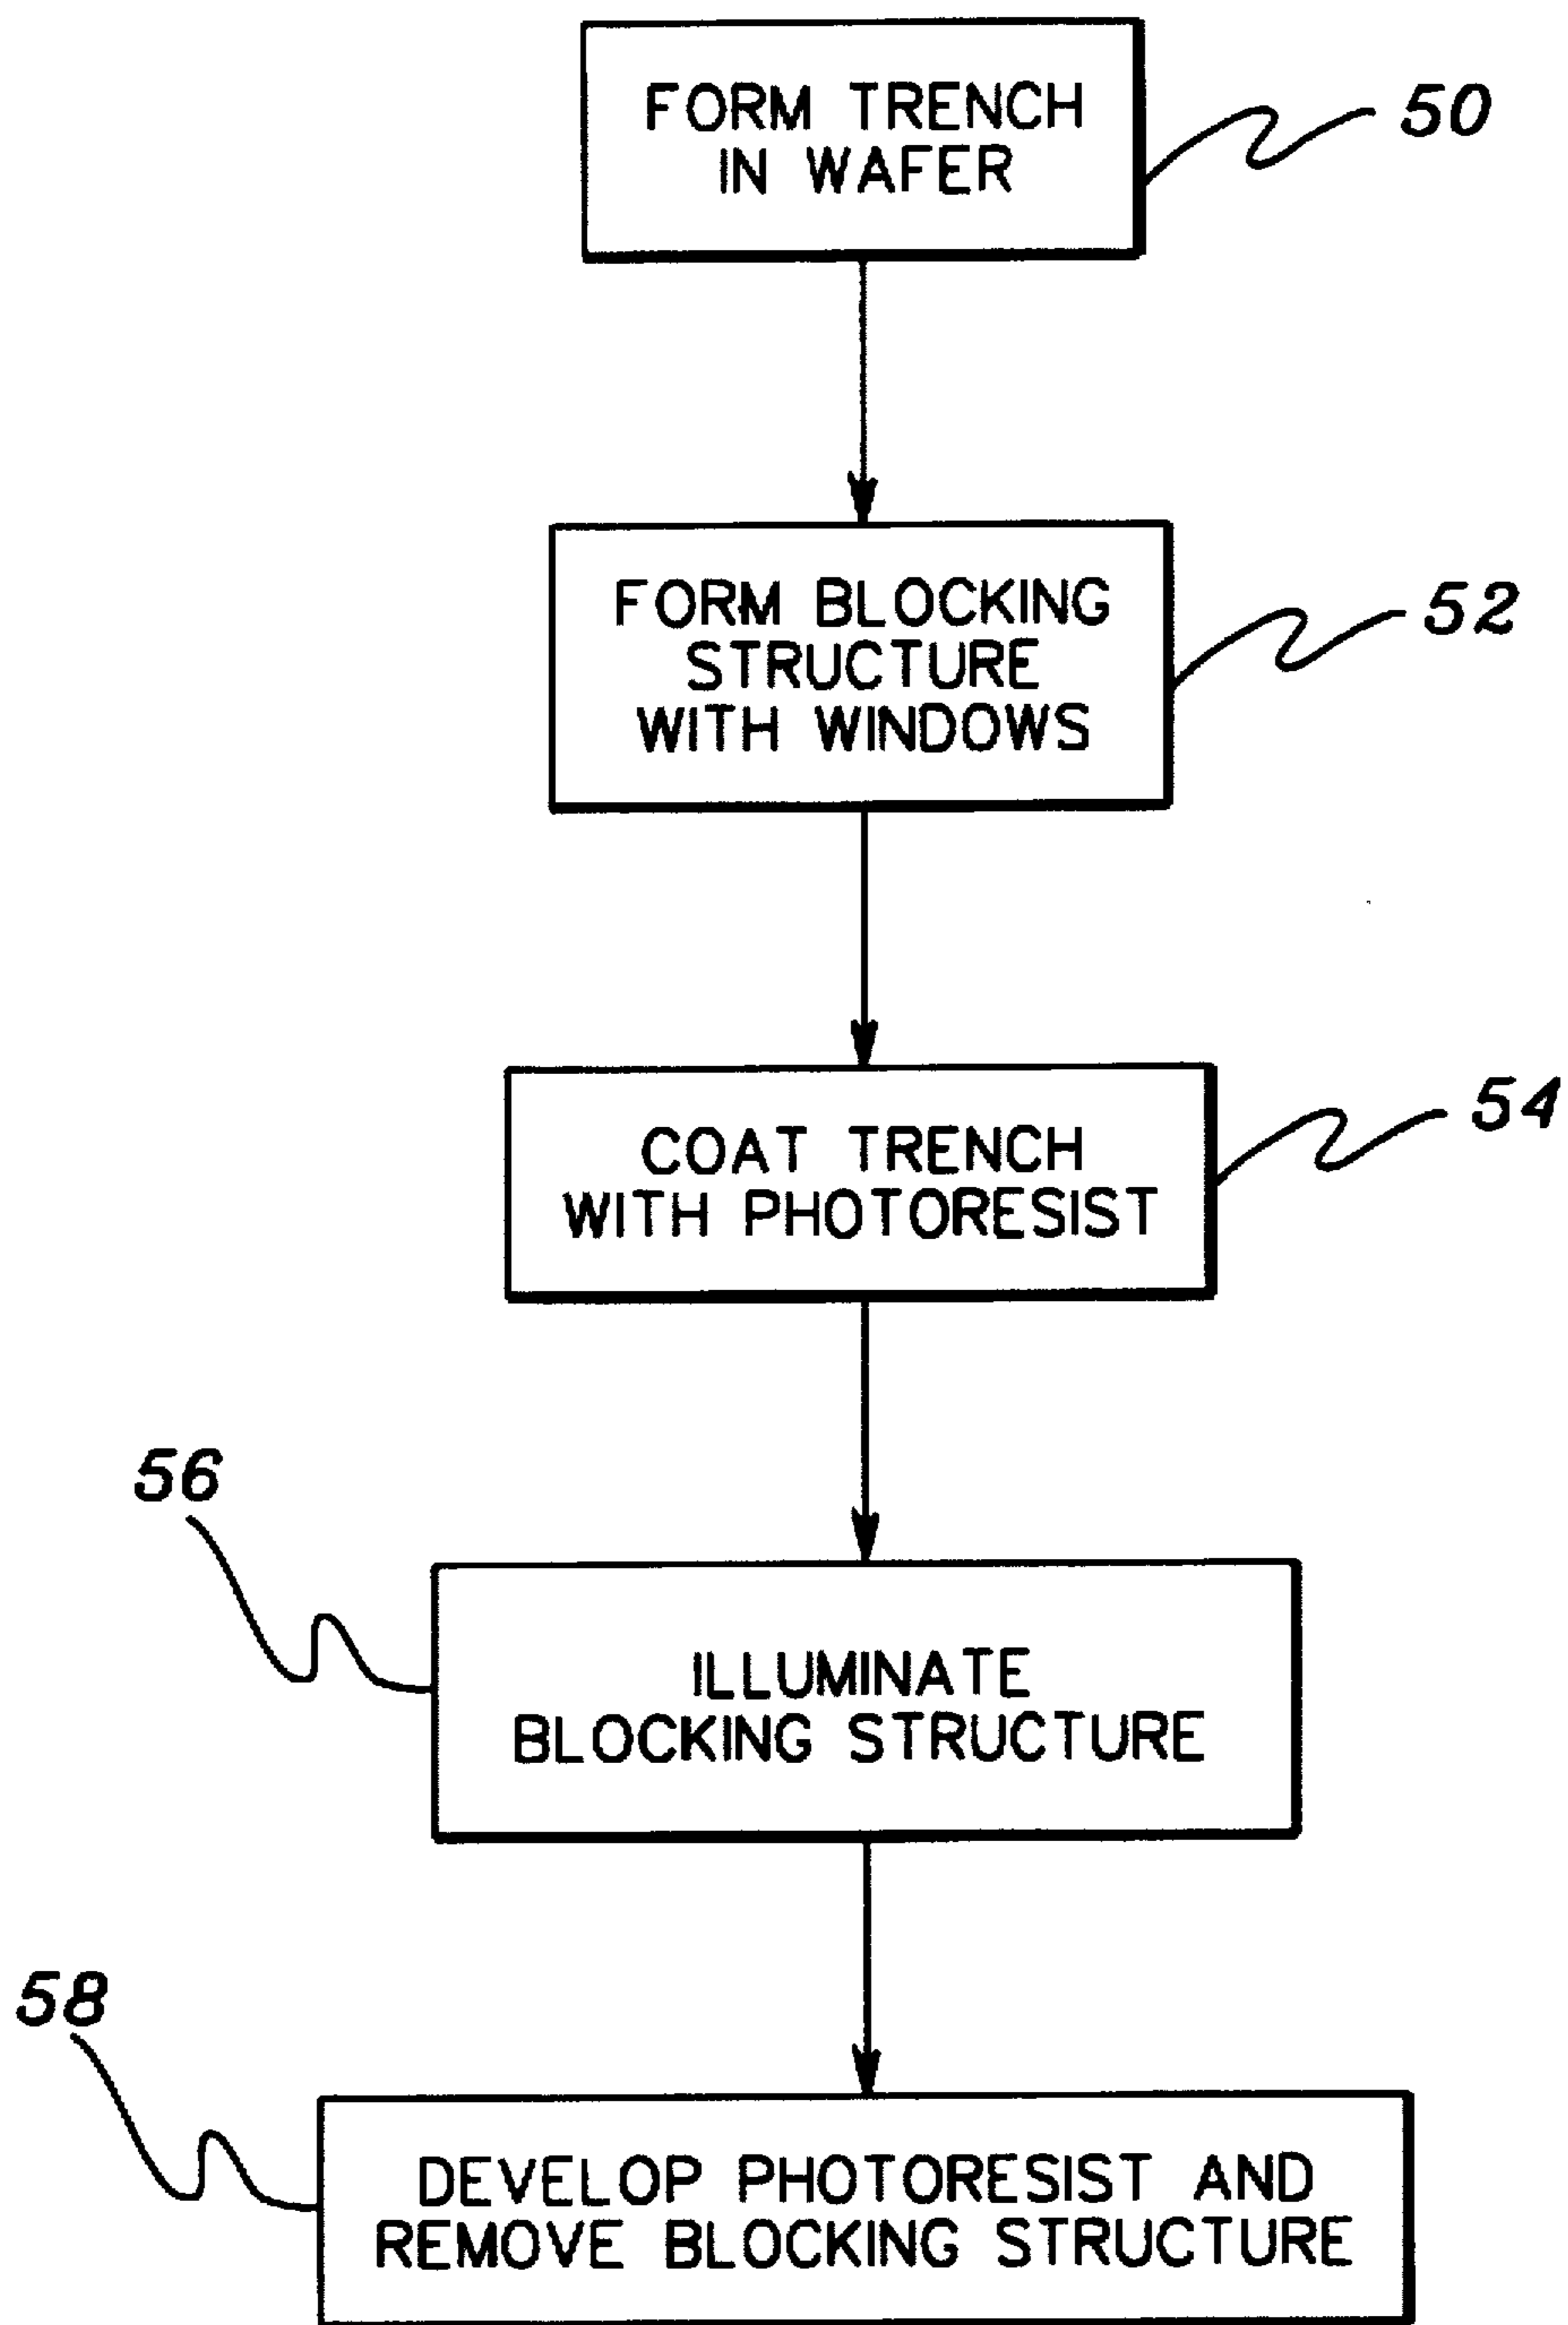 FORM TRENCH
IN WAFER
50
FORM BLOCKING
STRUCTURE
WITH WINDOWS
52
COAT TRENCH
WITH PHOTORESIST
54
56
ILLUMINATE
BLOCKING STRUCTURE
58
DEVELOP PHOTORESIST AND
REMOVE BLOCKING STRUCTURE